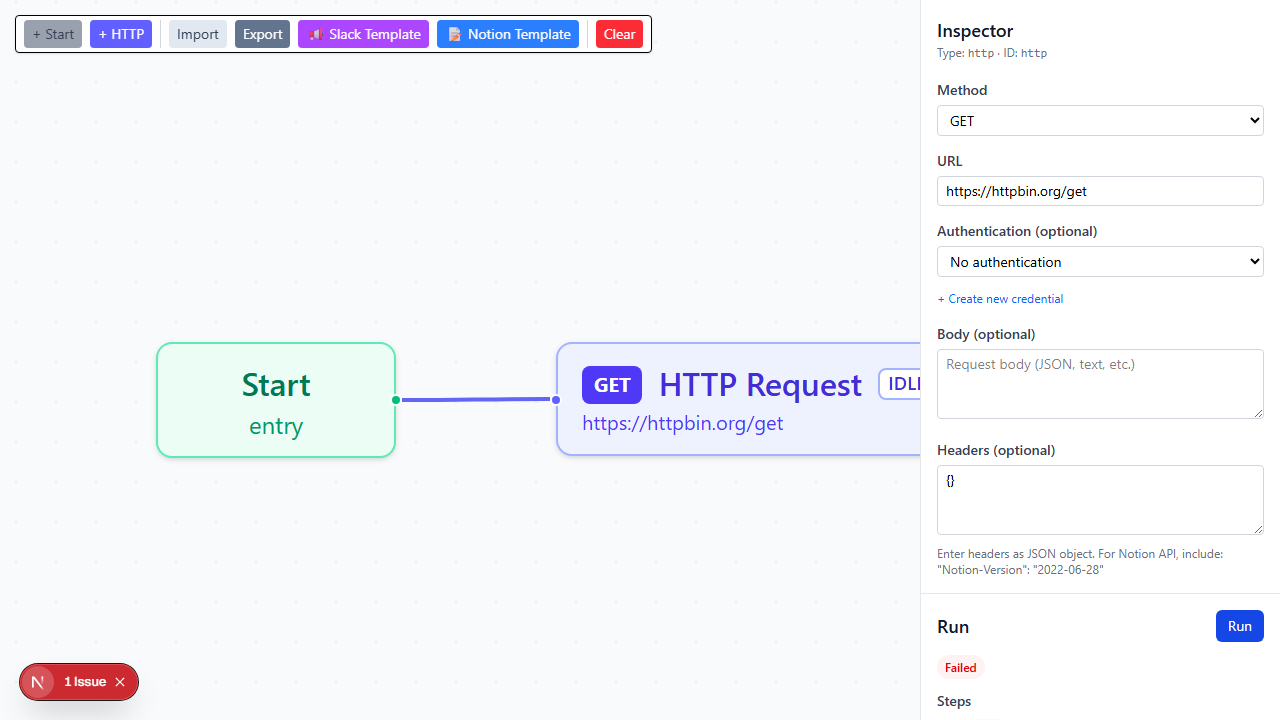 + Start
+ HTTP
Import
Export
📢 Slack Template
📝 Notion Template
Clear
Start
entry
GET
HTTP Request
https://httpbin.org/get
N
1 Issue
Inspector
Type: http · ID: http
Method
GET
URL
https://httpbin.org/get
Authentication (optional)
No authentication
+ Create new credential
Body (optional)
Request body (JSON, text, etc.)
Headers (optional)
{}
Enter headers as JSON object. For Notion API, include:
"Notion-Version": "2022-06-28"
Run
Run
Failed
Steps